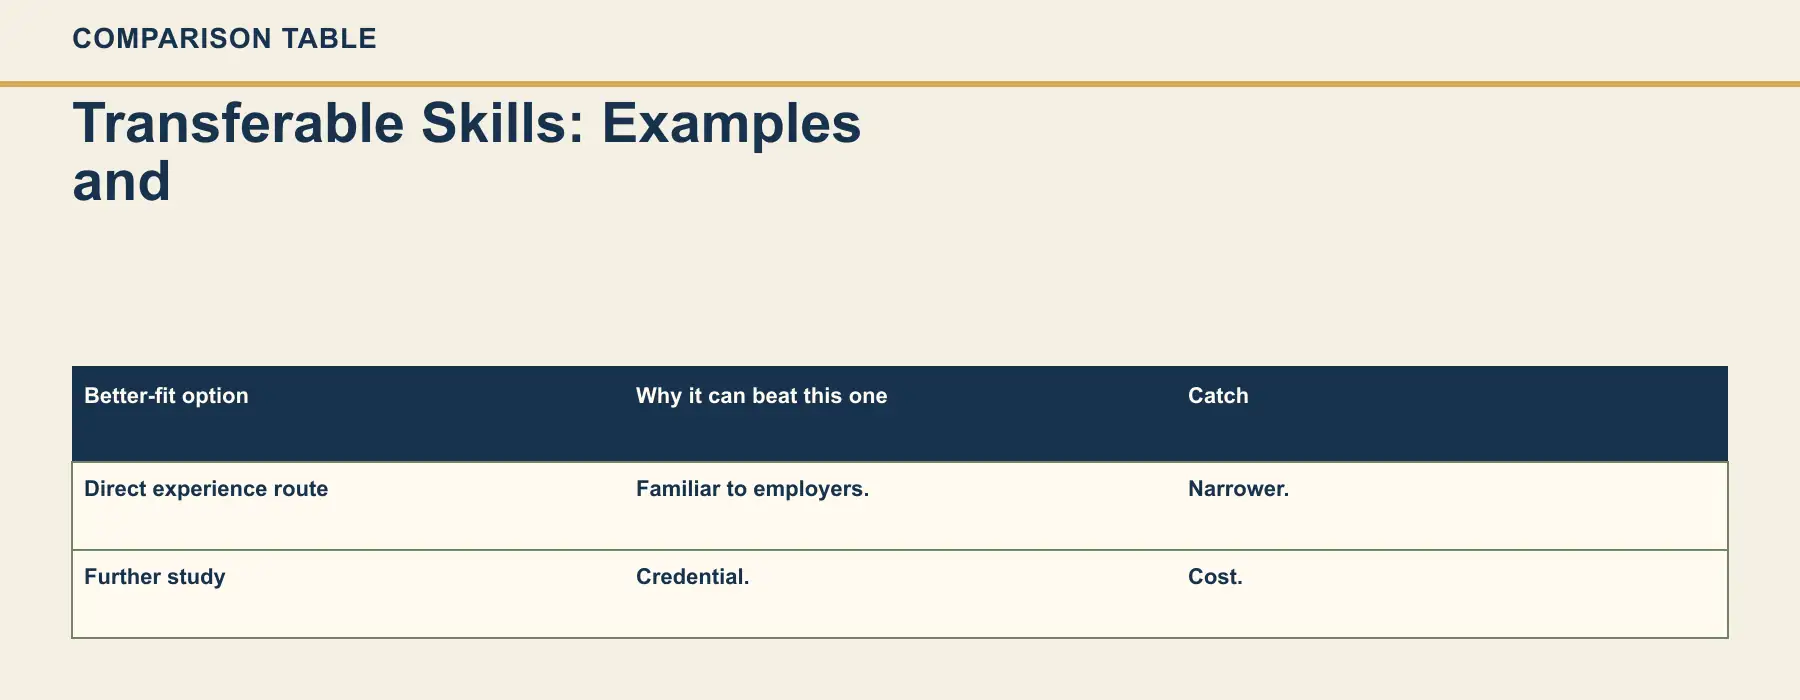 COMPARISON TABLE
Transferable Skills: Examples
and
Better-fit option Why it can beat this one Catch
Direct experience route Familiar to employers. Narrower.
Further study Credential. Cost.